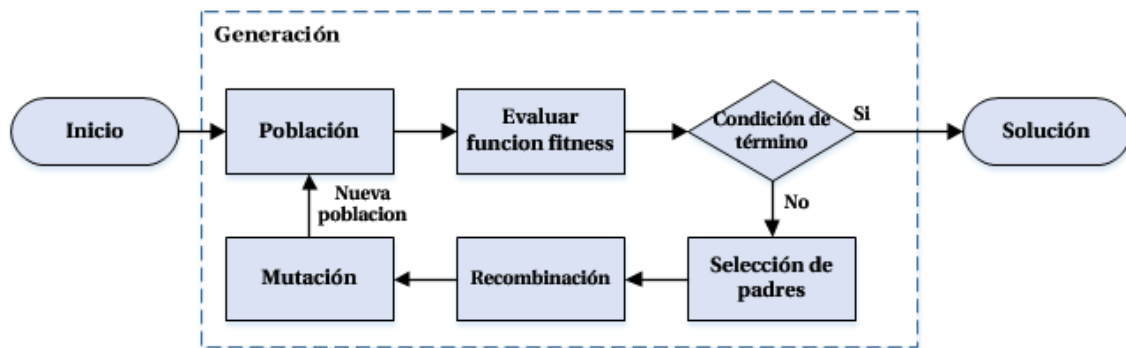 Generación
Inicio
Población
Evaluar
funcion fitness
Condición de
término
Si
Solución
No
Nueva
poblacion
Mutación
Recombinación
Selección de
padres